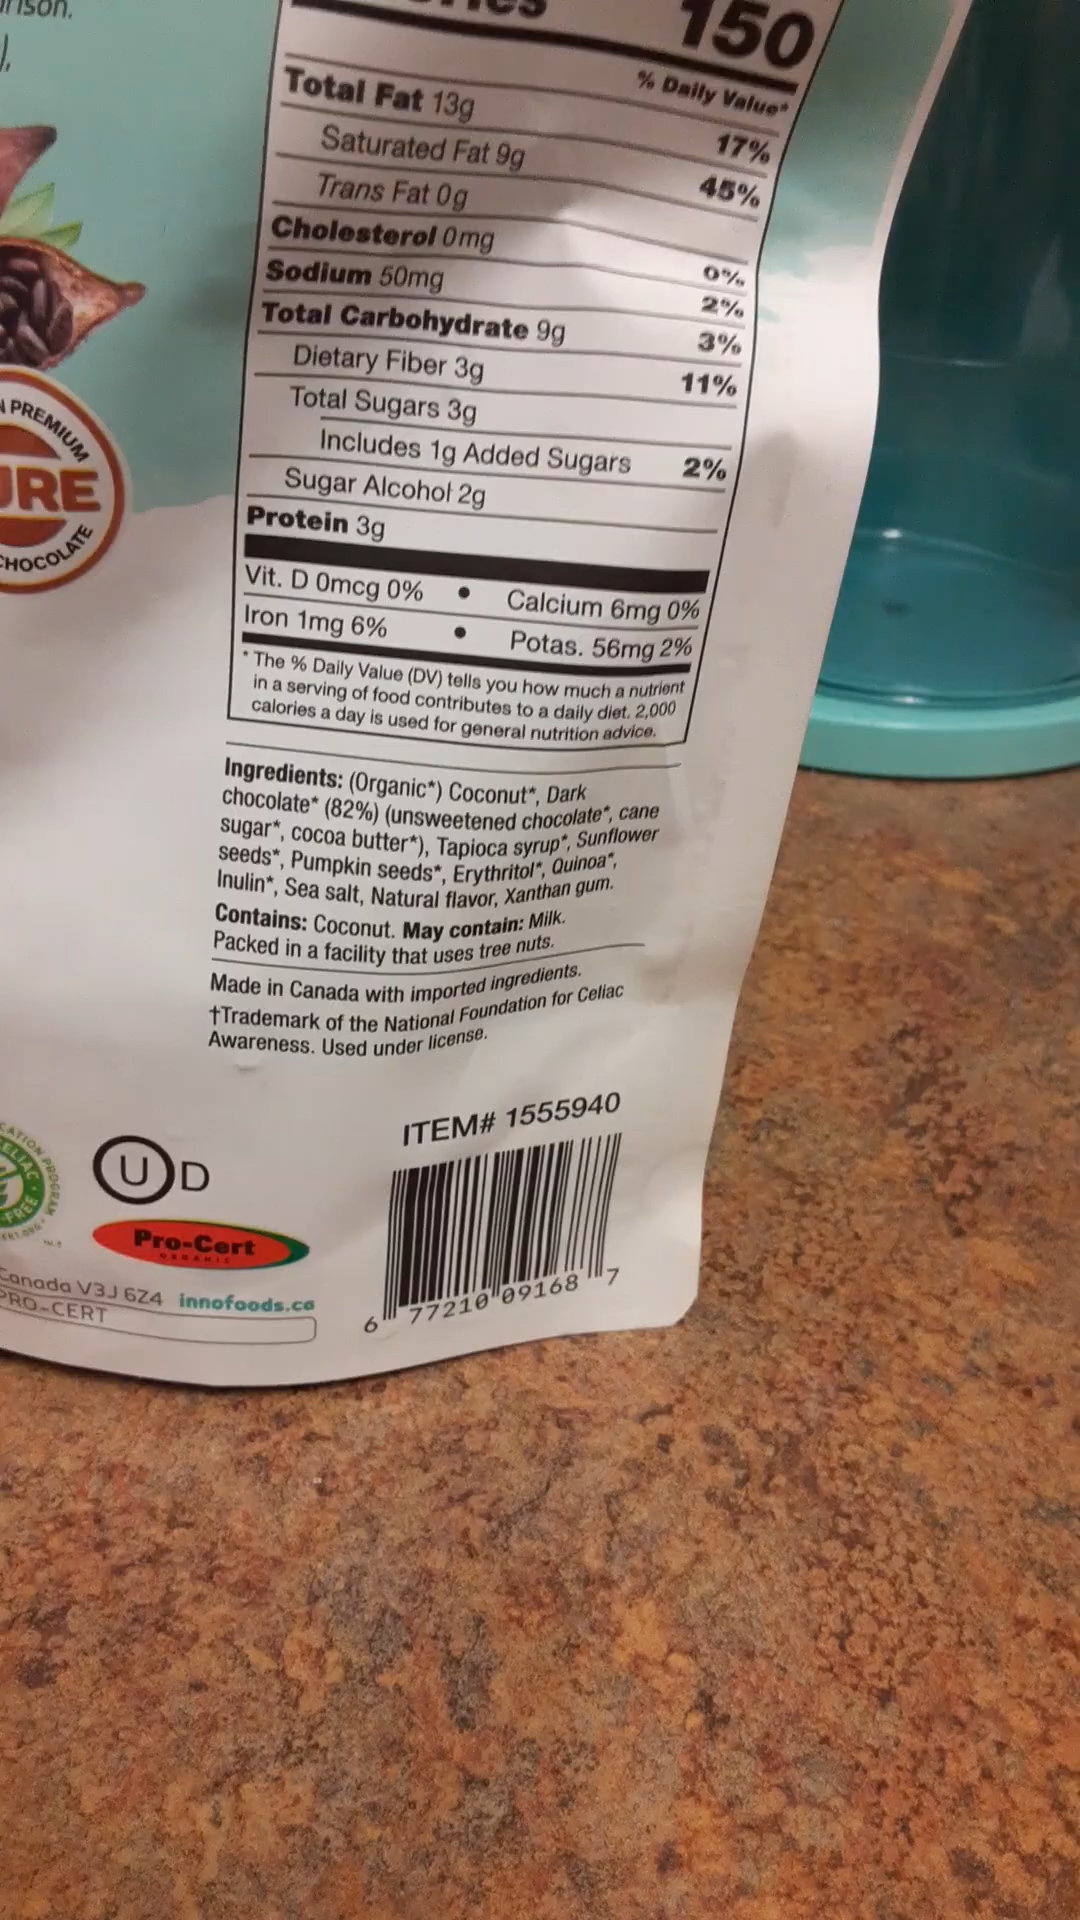 150
% Daily Value*
Total Fat 13g 17%
Saturated Fat 9g 45%
Trans Fat 0g
Cholesterol 0mg 0%
Sodium 50mg 2%
Total Carbohydrate 9g 3%
Dietary Fiber 3g 11%
Total Sugars 3g
Includes 1g Added Sugars 2%
Sugar Alcohol 2g
Protein 3g
Vit. D 0mcg 0% • Calcium 6mg 0%
Iron 1mg 6% • Potas. 56mg 2%
* The % Daily Value (DV) tells you how much a nutrient
in a serving of food contributes to a daily diet. 2,000
calories a day is used for general nutrition advice.
Ingredients: (Organic*) Coconut*, Dark
chocolate* (82%) (unsweetened chocolate*, cane
sugar*, cocoa butter*), Tapioca syrup*, Sunflower
seeds*, Pumpkin seeds*, Erythritol*, Quinoa*,
Inulin*, Sea salt, Natural flavor, Xanthan gum.
Contains: Coconut. May contain: Milk.
Packed in a facility that uses tree nuts.
Made in Canada with imported ingredients.
†Trademark of the National Foundation for Celiac
Awareness. Used under license.
PREMIUM
CHOCOLATE
ITEM# 1555940
U D
Pro-Cert
ORGANIC
Canada V3J 6Z4 innofoods.ca
PRO-CERT
6 77210 09168 7
PROGRAM
FREE